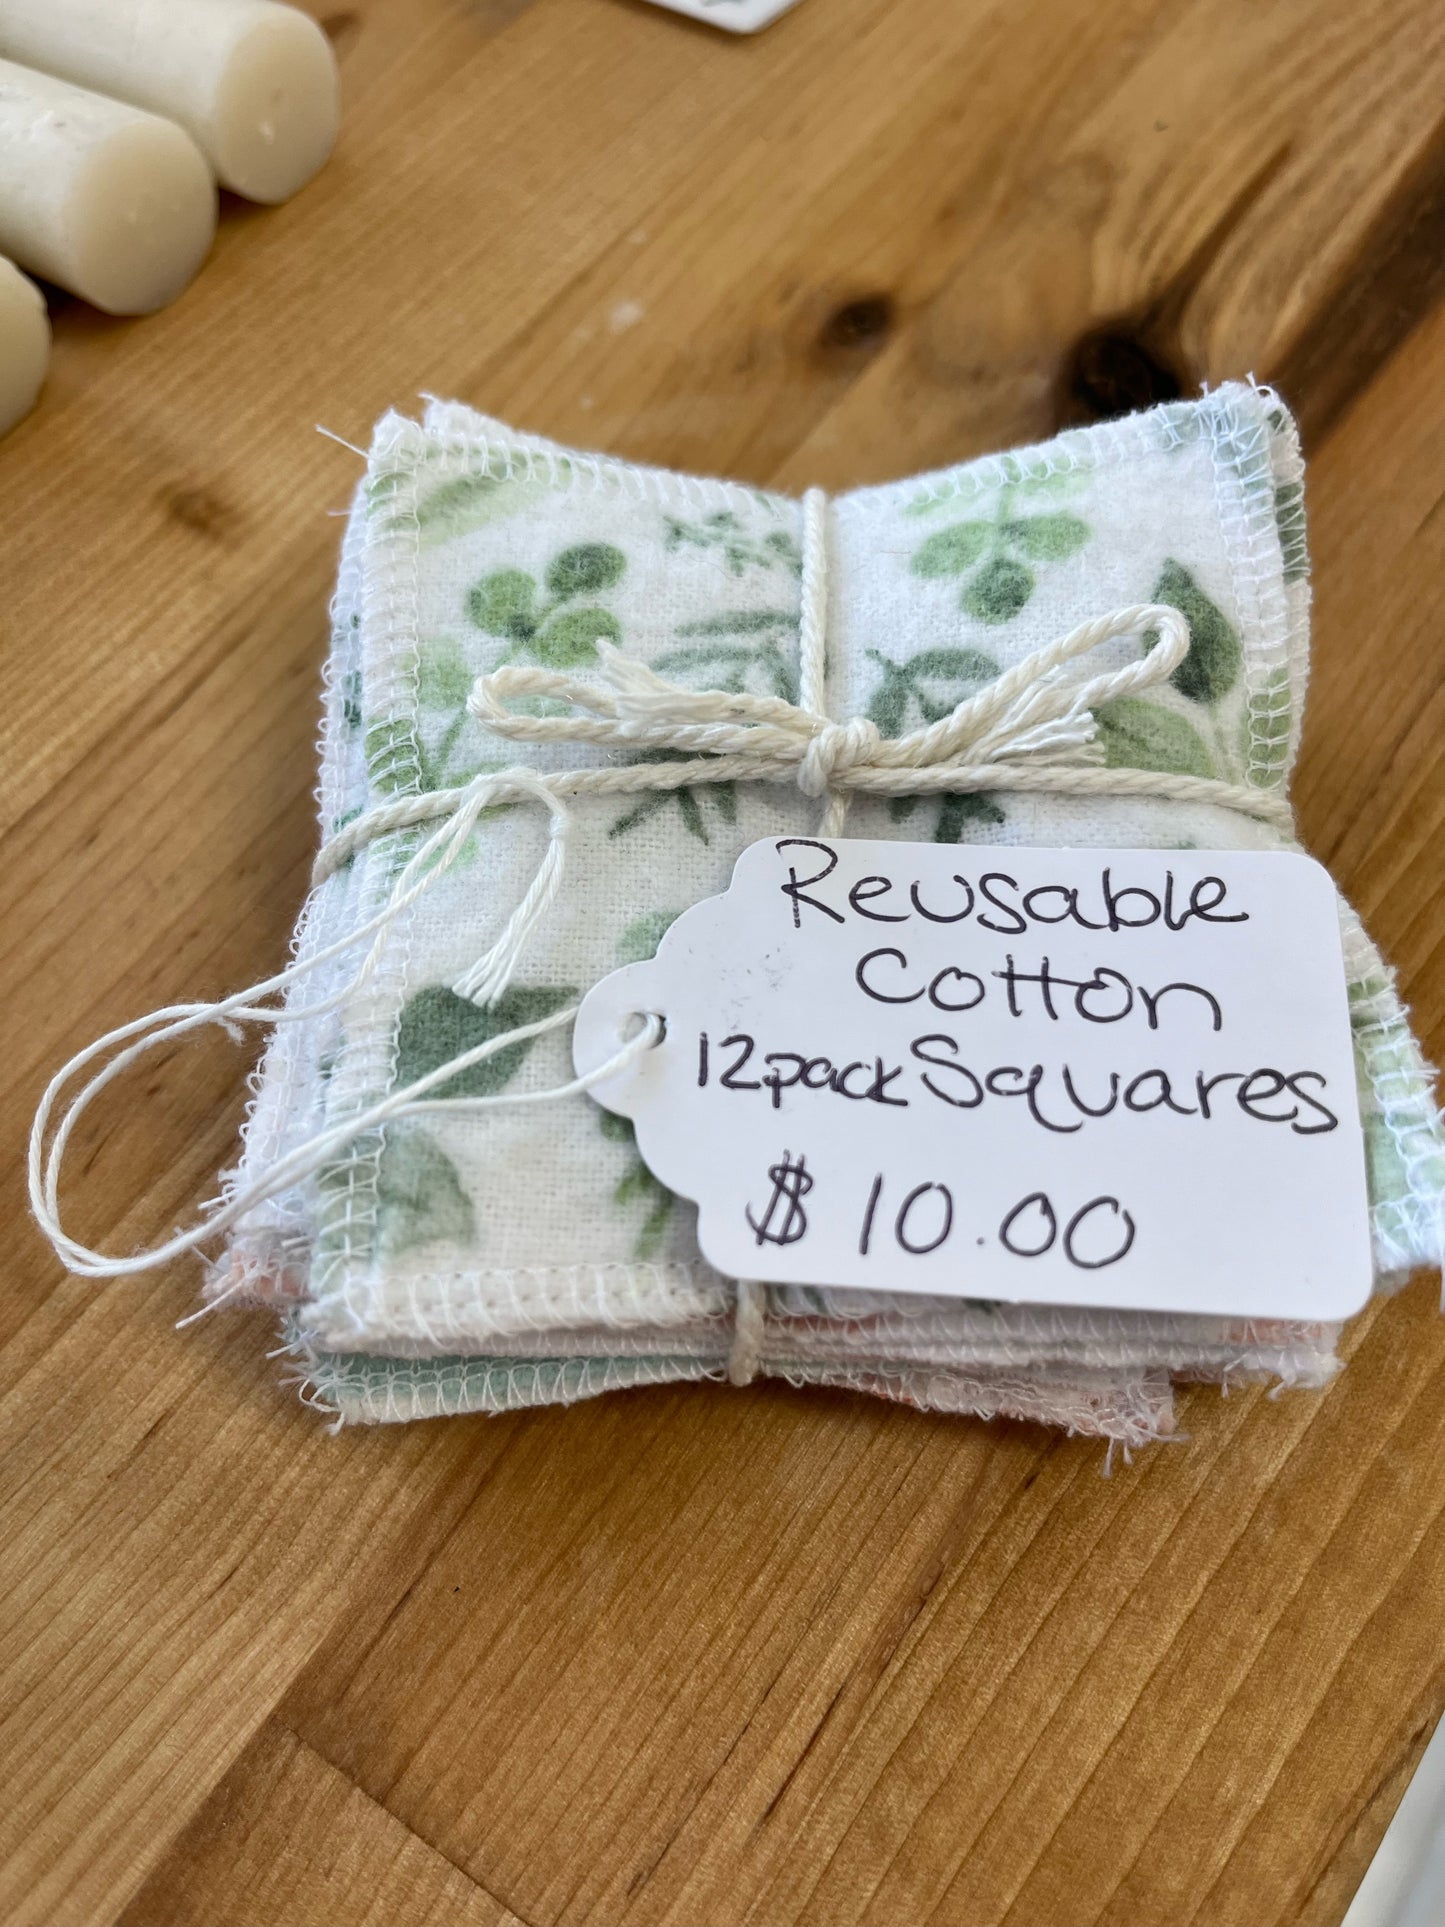 Reusable
Cotton
12pack Squares
$10.00